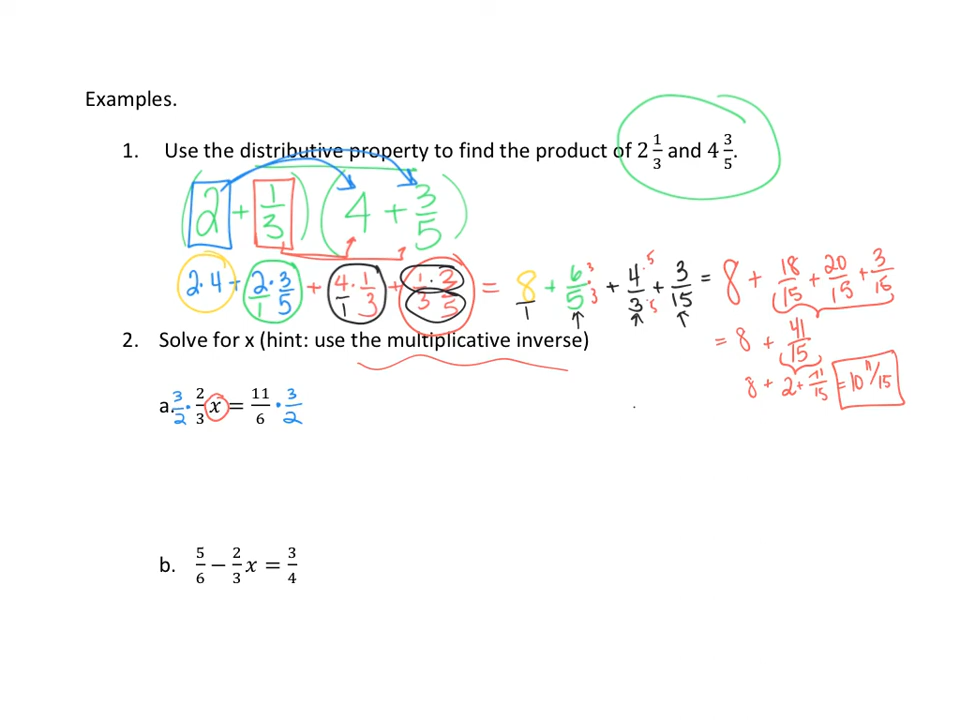 Examples.
1. Use the distributive property to find the product of 2 1/3 and 4 3/5.
(2 + 1/3)(4 + 3/5)
2·4 + 2/1 · 3/5 + 4/1 · 1/3 + 1/3 · 3/5 = 8/1 + 6/5 ·3/·3 + 4/3 ·5/·5 + 3/15 = 8 + 18/15 + 20/15 + 3/15
= 8 + 41/15
8 + 2 + 11/15 = 10 11/15
2. Solve for x (hint: use the multiplicative inverse)
a. 3/2 · 2/3 x = 11/6 · 3/2
b. 5/6 − 2/3 x = 3/4